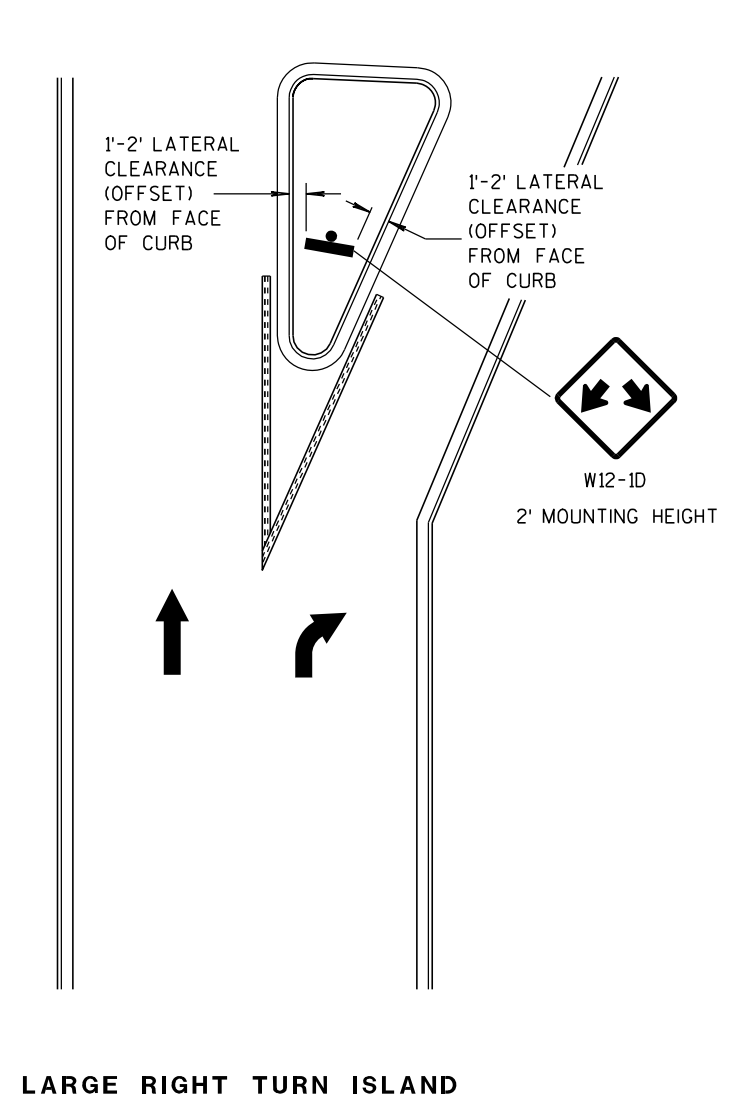 1'-2' LATERAL
CLEARANCE
(OFFSET)
FROM FACE
OF CURB
1'-2' LATERAL
CLEARANCE
(OFFSET)
FROM FACE
OF CURB
W12-1D
2' MOUNTING HEIGHT
LARGE RIGHT TURN ISLAND